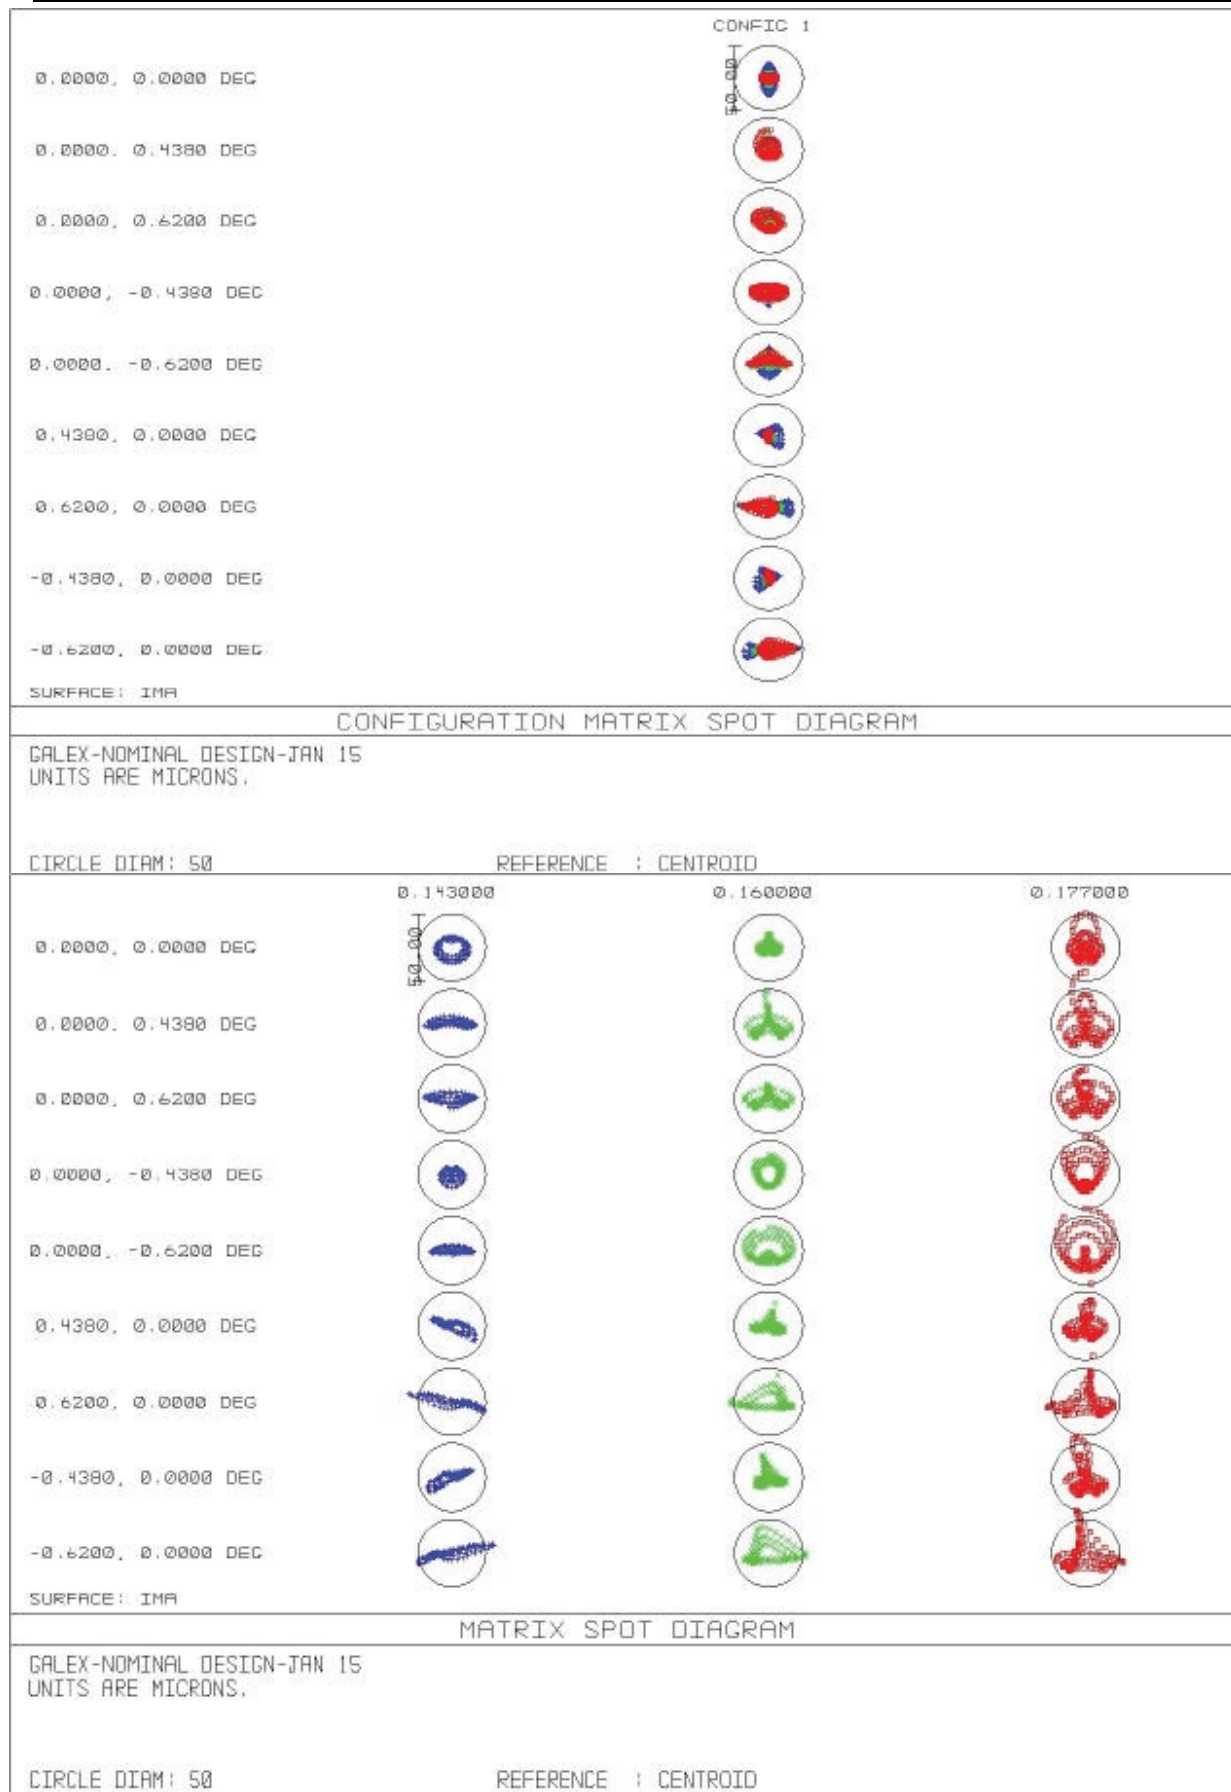 CONFIG 1
50.00
0.0000, 0.0000 DEG
0.0000, 0.4380 DEG
0.0000, 0.6200 DEG
0.0000, -0.4380 DEG
0.0000, -0.6200 DEG
0.4380, 0.0000 DEG
0.6200, 0.0000 DEG
-0.4380, 0.0000 DEG
-0.6200, 0.0000 DEG
SURFACE: IMA
CONFIGURATION MATRIX SPOT DIAGRAM
GALEX-NOMINAL DESIGN-JAN 15
UNITS ARE MICRONS.
CIRCLE DIAM: 50 REFERENCE : CENTROID
0.143000 0.160000 0.177000
50.00
0.0000, 0.0000 DEG
0.0000, 0.4380 DEG
0.0000, 0.6200 DEG
0.0000, -0.4380 DEG
0.0000, -0.6200 DEG
0.4380, 0.0000 DEG
0.6200, 0.0000 DEG
-0.4380, 0.0000 DEG
-0.6200, 0.0000 DEG
SURFACE: IMA
MATRIX SPOT DIAGRAM
GALEX-NOMINAL DESIGN-JAN 15
UNITS ARE MICRONS.
CIRCLE DIAM: 50 REFERENCE : CENTROID